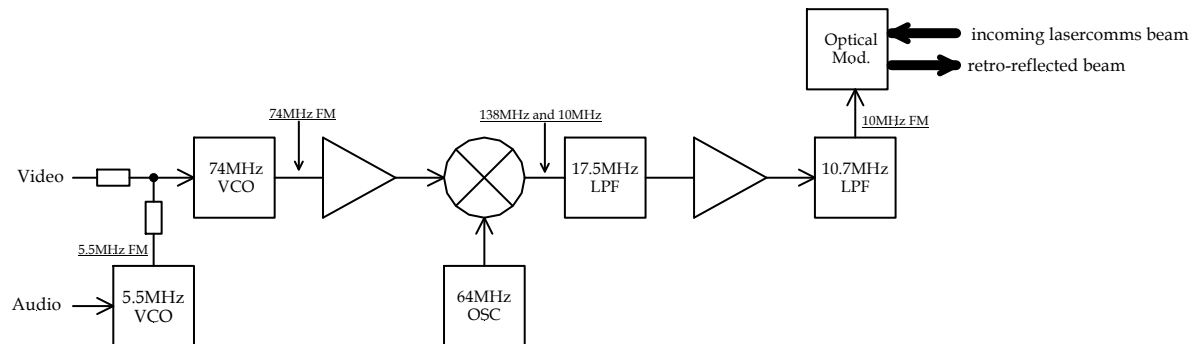 Optical
Mod.
incoming lasercomms beam
retro-reflected beam
74MHz FM
138MHz and 10MHz
10MHz FM
Video
74MHz
VCO
17.5MHz
LPF
10.7MHz
LPF
5.5MHz FM
Audio
5.5MHz
VCO
64MHz
OSC